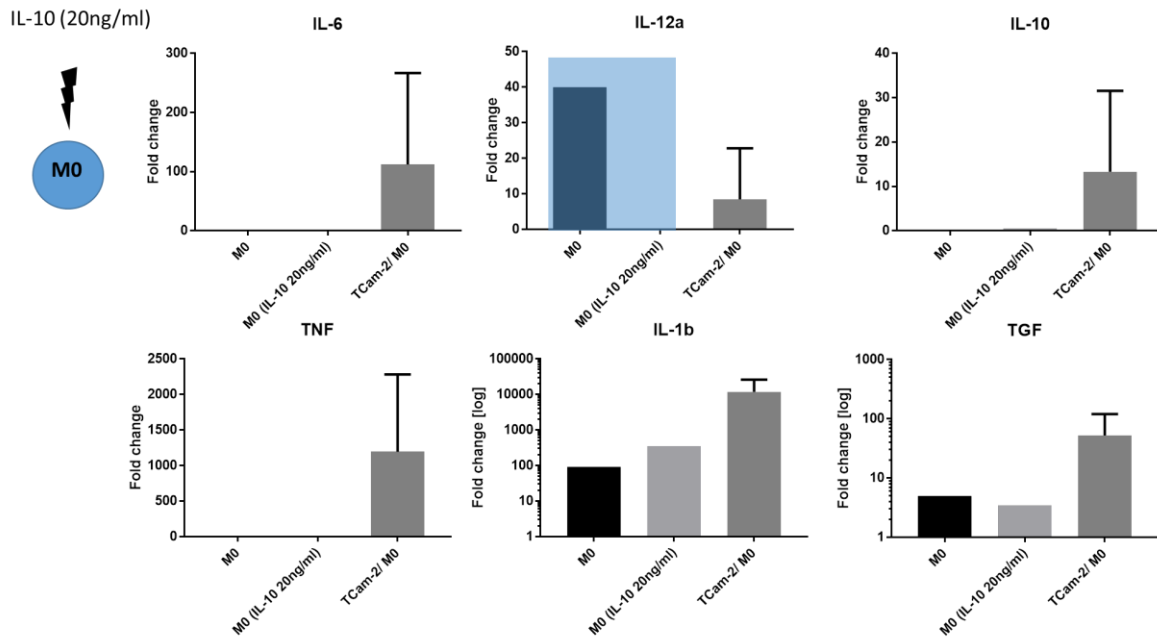 IL-10 (20ng/ml)
M0
IL-6
Fold change
300
200
100
0
M0
M0 (IL-10 20ng/ml)
TCam-2/ M0
IL-12a
Fold change
50
40
30
20
10
0
M0
M0 (IL-10 20ng/ml)
TCam-2/ M0
IL-10
Fold change
40
30
20
10
0
M0
M0 (IL-10 20ng/ml)
TCam-2/ M0
TNF
Fold change
2500
2000
1500
1000
500
0
M0
M0 (IL-10 20ng/ml)
TCam-2/ M0
IL-1b
Fold change [log]
100000
10000
1000
100
10
1
M0
M0 (IL-10 20ng/ml)
TCam-2/ M0
TGF
Fold change [log]
1000
100
10
1
M0
M0 (IL-10 20ng/ml)
TCam-2/ M0